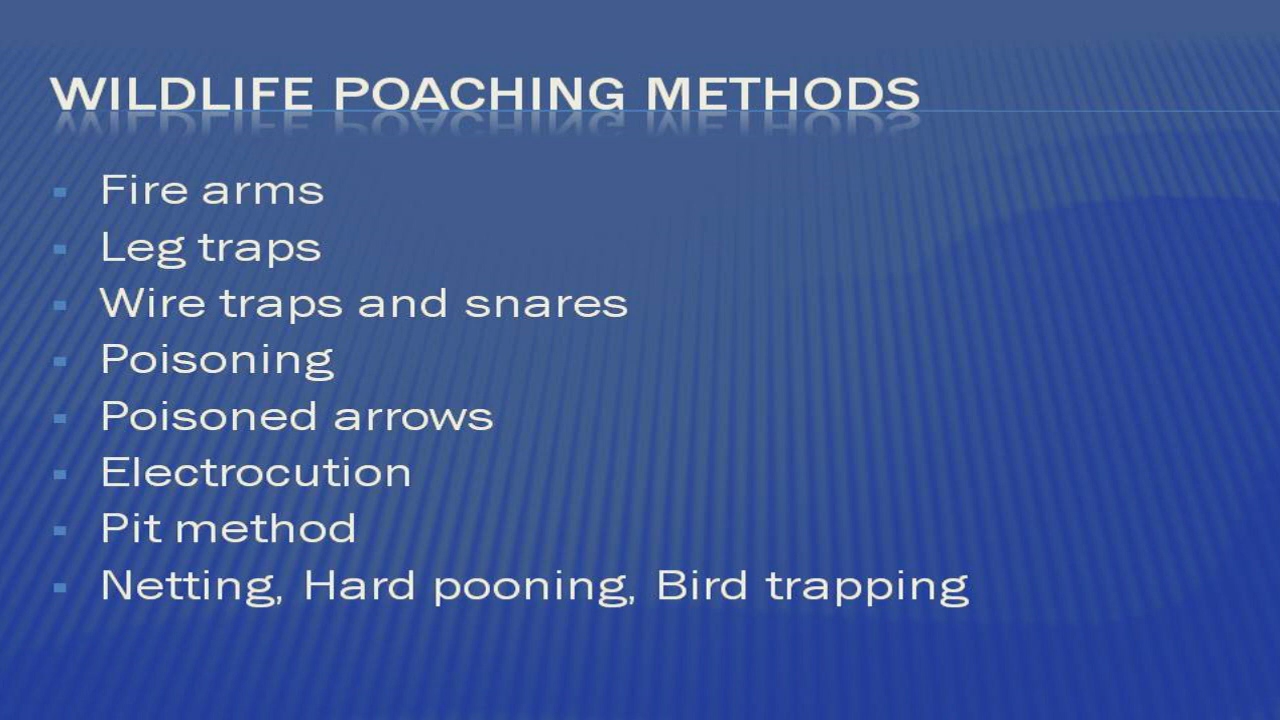 WILDLIFE POACHING METHODS
Fire arms
Leg traps
Wire traps and snares
Poisoning
Poisoned arrows
Electrocution
Pit method
Netting, Hard pooning, Bird trapping